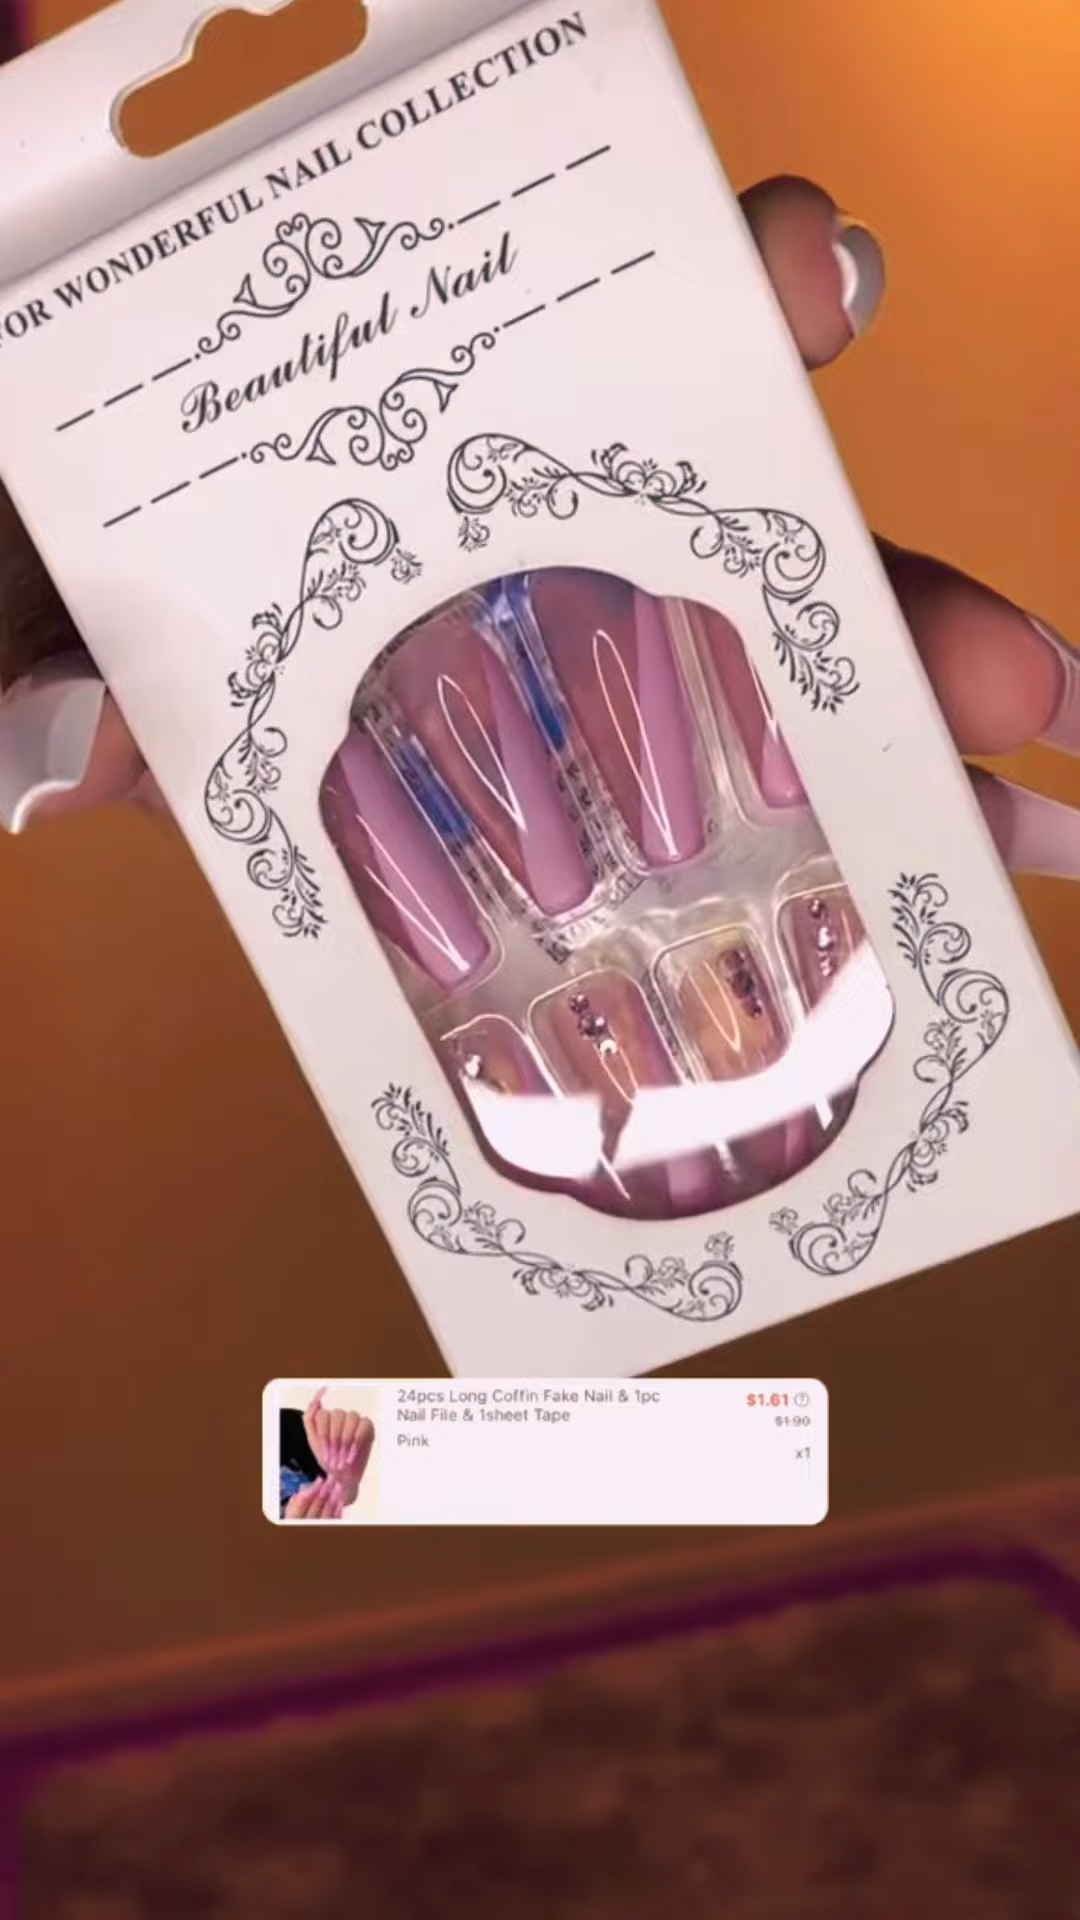 FOR WONDERFUL NAIL COLLECTION
Beautiful Nail
24pcs Long Coffin Fake Nail & 1pc
Nail File & 1sheet Tape
Pink
$1.61 ?
$1.90
x1